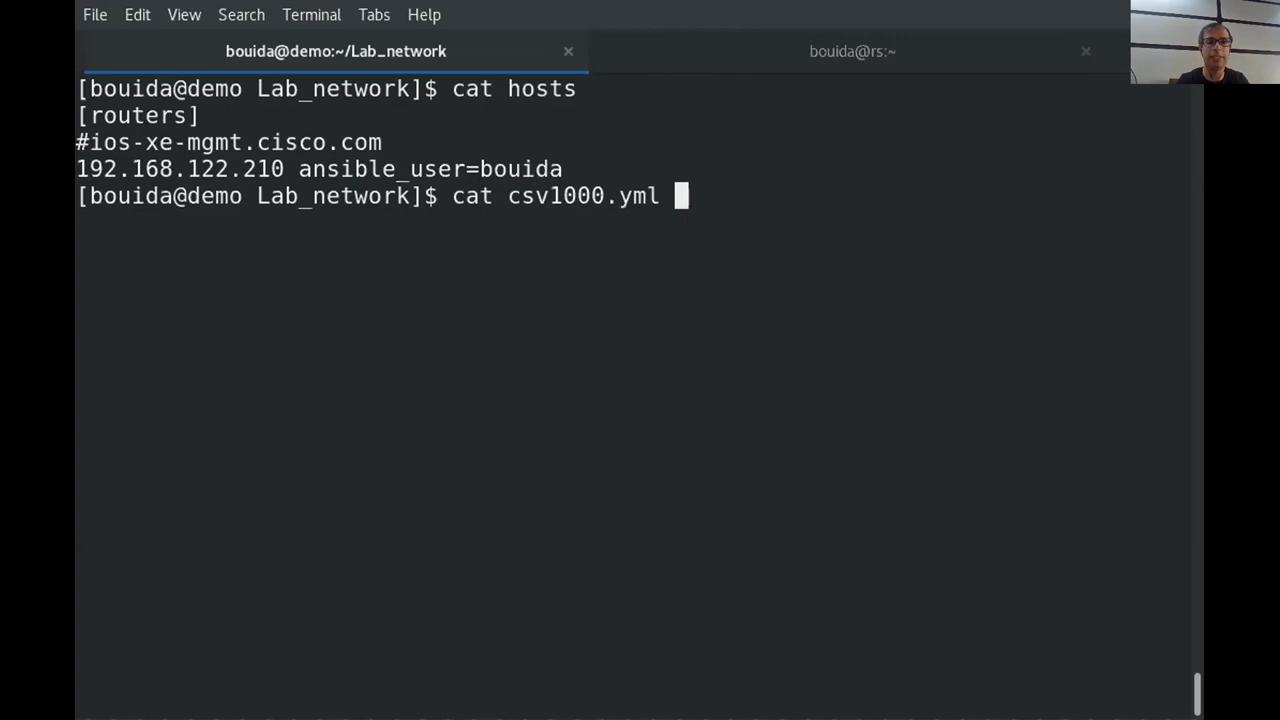 File Edit View Search Terminal Tabs Help
bouida@demo:~/Lab_network × bouida@rs:~ ×
[bouida@demo Lab_network]$ cat hosts
[routers]
#ios-xe-mgmt.cisco.com
192.168.122.210 ansible_user=bouida
[bouida@demo Lab_network]$ cat csv1000.yml